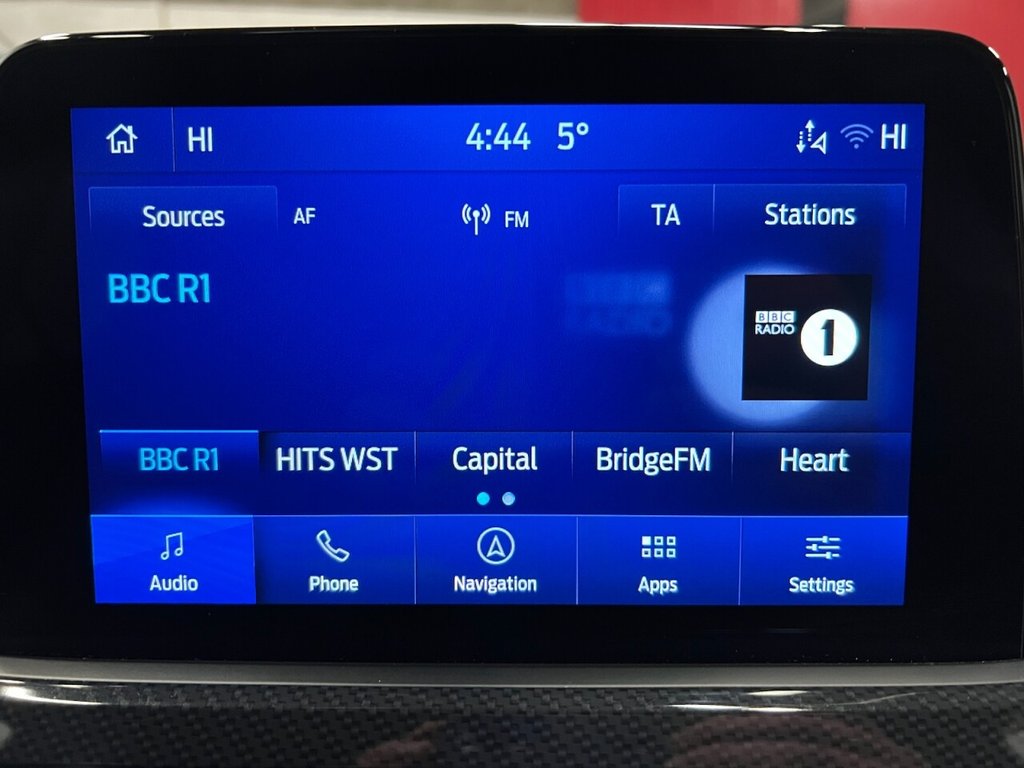 HI 4:44 5° HI
Sources AF FM TA Stations
BBC R1
BBC
RADIO 1
BBC R1 HITS WST Capital BridgeFM Heart
Audio Phone Navigation Apps Settings